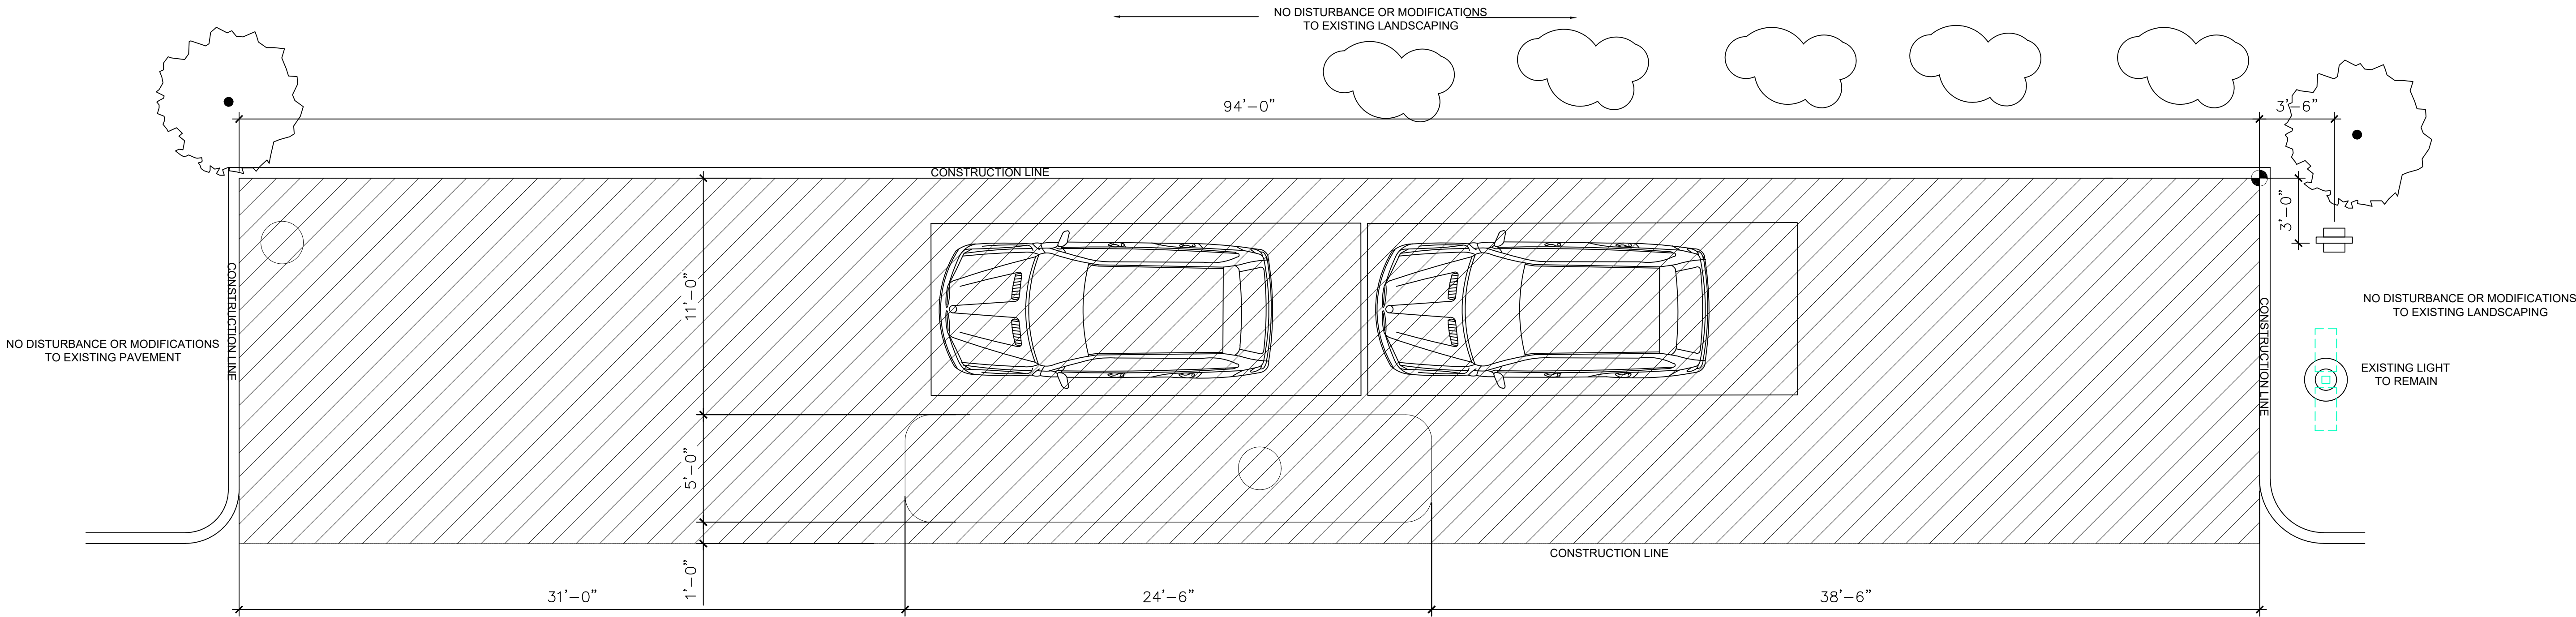 NO DISTURBANCE OR MODIFICATIONS
TO EXISTING LANDSCAPING
94'-0"
3'-6"
CONSTRUCTION LINE
3'-0"
CONSTRUCTION LINE
11'-0"
CONSTRUCTION LINE
NO DISTURBANCE OR MODIFICATIONS
TO EXISTING LANDSCAPING
NO DISTURBANCE OR MODIFICATIONS
TO EXISTING PAVEMENT
EXISTING LIGHT
TO REMAIN
5'-0"
CONSTRUCTION LINE
1'-0"
31'-0"
24'-6"
38'-6"